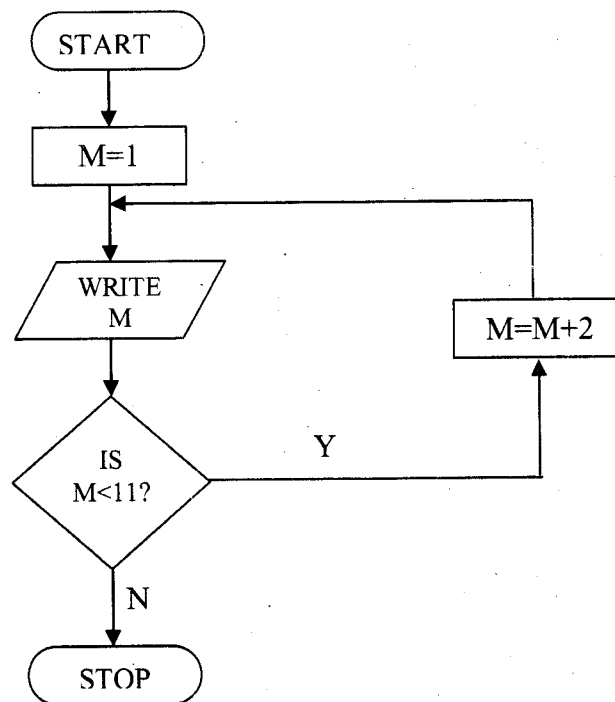 START
M=1
WRITE
M
M=M+2
IS
M<11?
Y
N
STOP